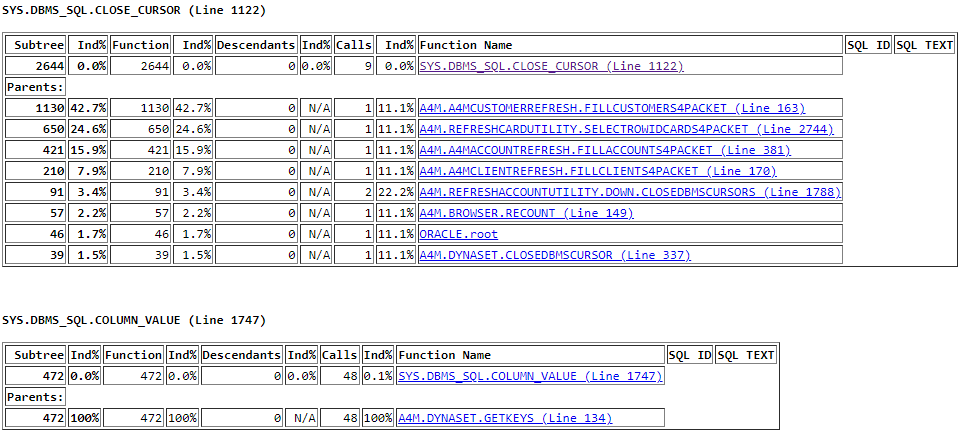 SYS.DBMS_SQL.CLOSE_CURSOR (Line 1122)
Subtree Ind% Function Ind% Descendants Ind% Calls Ind% Function Name SQL ID SQL TEXT
2644 0.0% 2644 0.0% 0 0.0% 9 0.0% SYS.DBMS_SQL.CLOSE_CURSOR (Line 1122)
Parents:
1130 42.7% 1130 42.7% 0 N/A 1 11.1% A4M.A4MCUSTOMERREFRESH.FILLCUSTOMERS4PACKET (Line 163)
650 24.6% 650 24.6% 0 N/A 1 11.1% A4M.REFRESHCARDUTILITY.SELECTROWIDCARDS4PACKET (Line 2744)
421 15.9% 421 15.9% 0 N/A 1 11.1% A4M.A4MACCOUNTREFRESH.FILLACCOUNTS4PACKET (Line 381)
210 7.9% 210 7.9% 0 N/A 1 11.1% A4M.A4MCLIENTREFRESH.FILLCLIENTS4PACKET (Line 170)
91 3.4% 91 3.4% 0 N/A 2 22.2% A4M.REFRESHACCOUNTUTILITY.DOWN.CLOSEDBMSCURSORS (Line 1788)
57 2.2% 57 2.2% 0 N/A 1 11.1% A4M.BROWSER.RECOUNT (Line 149)
46 1.7% 46 1.7% 0 N/A 1 11.1% ORACLE.root
39 1.5% 39 1.5% 0 N/A 1 11.1% A4M.DYNASET.CLOSEDBMSCURSOR (Line 337)
SYS.DBMS_SQL.COLUMN_VALUE (Line 1747)
Subtree Ind% Function Ind% Descendants Ind% Calls Ind% Function Name SQL ID SQL TEXT
472 0.0% 472 0.0% 0 0.0% 48 0.1% SYS.DBMS_SQL.COLUMN_VALUE (Line 1747)
Parents:
472 100% 472 100% 0 N/A 48 100% A4M.DYNASET.GETKEYS (Line 134)